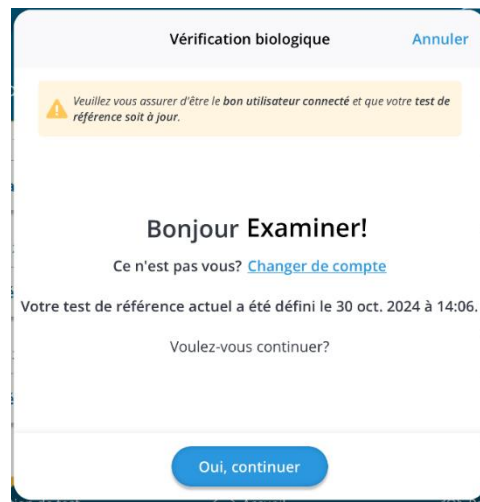 Vérification biologique Annuler
Veuillez vous assurer d'être le bon utilisateur connecté et que votre test de
référence soit à jour.
Bonjour Examiner!
Ce n'est pas vous? Changer de compte
Votre test de référence actuel a été défini le 30 oct. 2024 à 14:06.
Voulez-vous continuer?
Oui, continuer